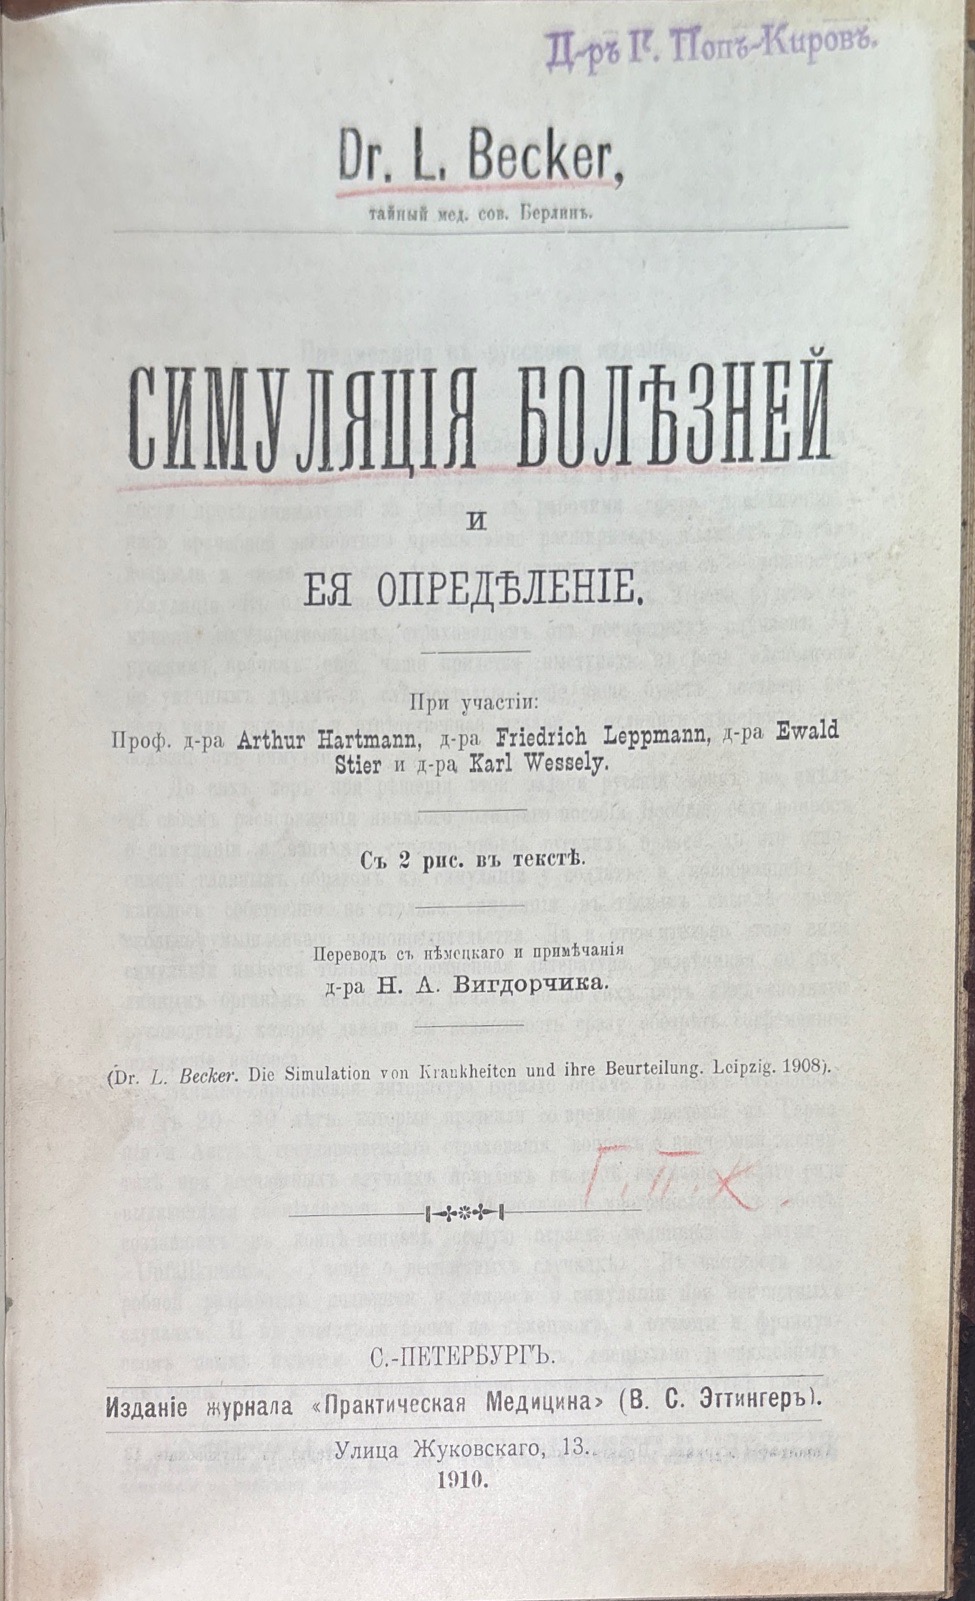 Д-ръ Г. Попъ-Кировъ.
Dr. L. Becker,
тайный мед. сов. Берлинъ.
СИМУЛЯЦІЯ БОЛѢЗНЕЙ
И
ЕЯ ОПРЕДѢЛЕНІЕ.
При участіи:
Проф. д-ра Arthur Hartmann, д-ра Friedrich Leppmann, д-ра Ewald
Stier и д-ра Karl Wessely.
Съ 2 рис. въ текстѣ.
Переводъ съ нѣмецкаго и примѣчанія
д-ра Н. А. Вигдорчика.
(Dr. L. Becker. Die Simulation von Krankheiten und ihre Beurteilung. Leipzig. 1908).
Г.П.К
С.-ПЕТЕРБУРГЪ.
Изданіе журнала «Практическая Медицина» (В. С. Эттингеръ).
Улица Жуковскаго, 13.
1910.